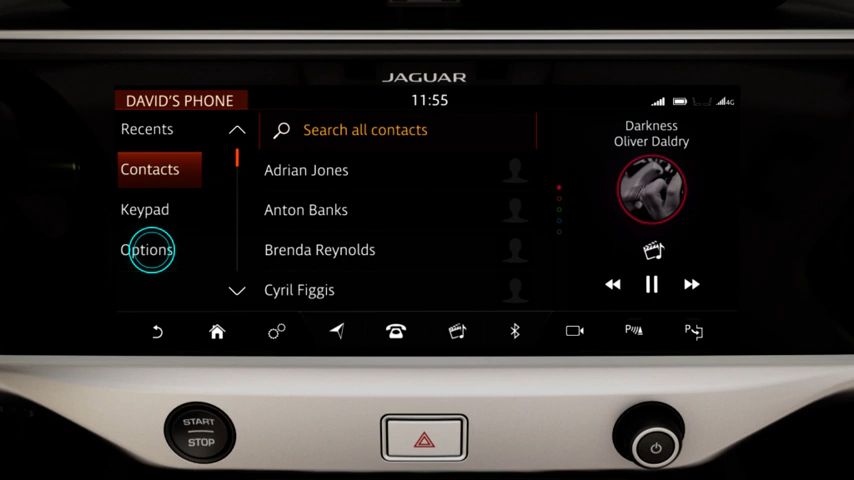 JAGUAR
DAVID'S PHONE
11:55
4G
Recents
Contacts
Keypad
Options
Search all contacts
Adrian Jones
Anton Banks
Brenda Reynolds
Cyril Figgis
Darkness
Oliver Daldry
P
P
START
STOP